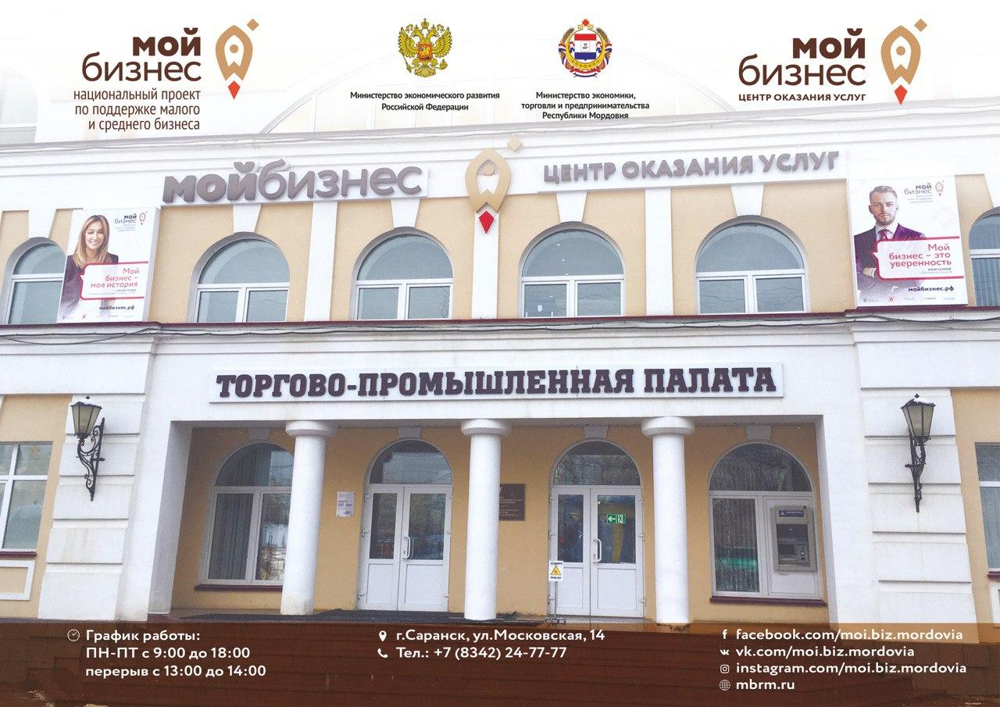 мой
бизнес
национальный проект
по поддержке малого
и среднего бизнеса
Министерство экономического развития
Российской Федерации
Министерство экономики,
торговли и предпринимательства
Республики Мордовия
мой
бизнес
ЦЕНТР ОКАЗАНИЯ УСЛУГ
мойбизнес
ЦЕНТР ОКАЗАНИЯ УСЛУГ
мой
бизнес
Мой
бизнес –
моя история
мойбизнес.рф
мой
бизнес
Мой
бизнес – это
уверенность
мойбизнес.рф
ТОРГОВО-ПРОМЫШЛЕННАЯ ПАЛАТА
График работы:
ПН-ПТ с 9:00 до 18:00
перерыв с 13:00 до 14:00
г.Саранск, ул.Московская, 14
Тел.: +7 (8342) 24-77-77
facebook.com/moi.biz.mordovia
vk.com/moi.biz.mordovia
instagram.com/moi.biz.mordovia
mbrm.ru